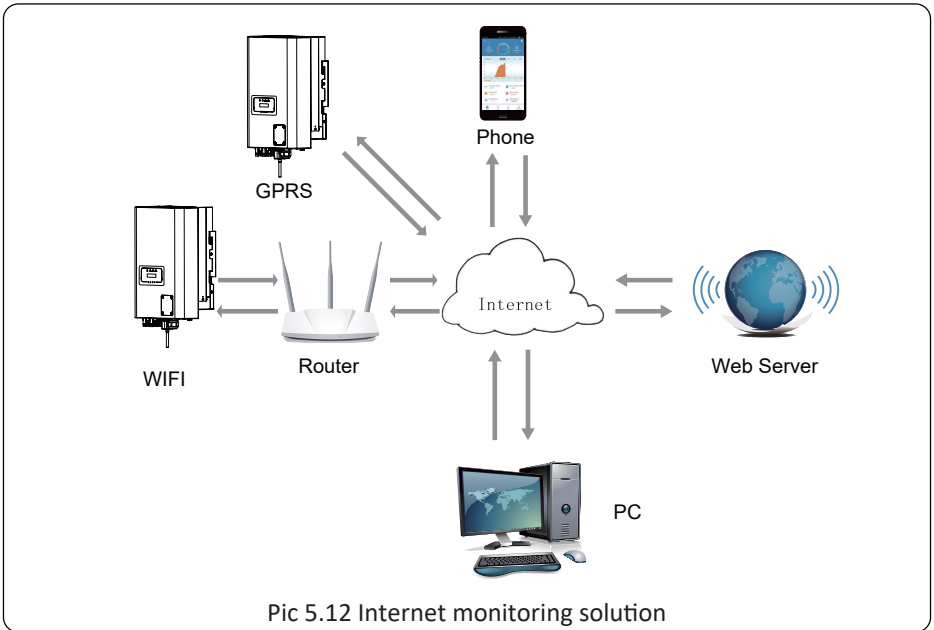 Phone
GPRS
Internet
WIFI
Router
Web Server
PC
Pic 5.12 Internet monitoring solution